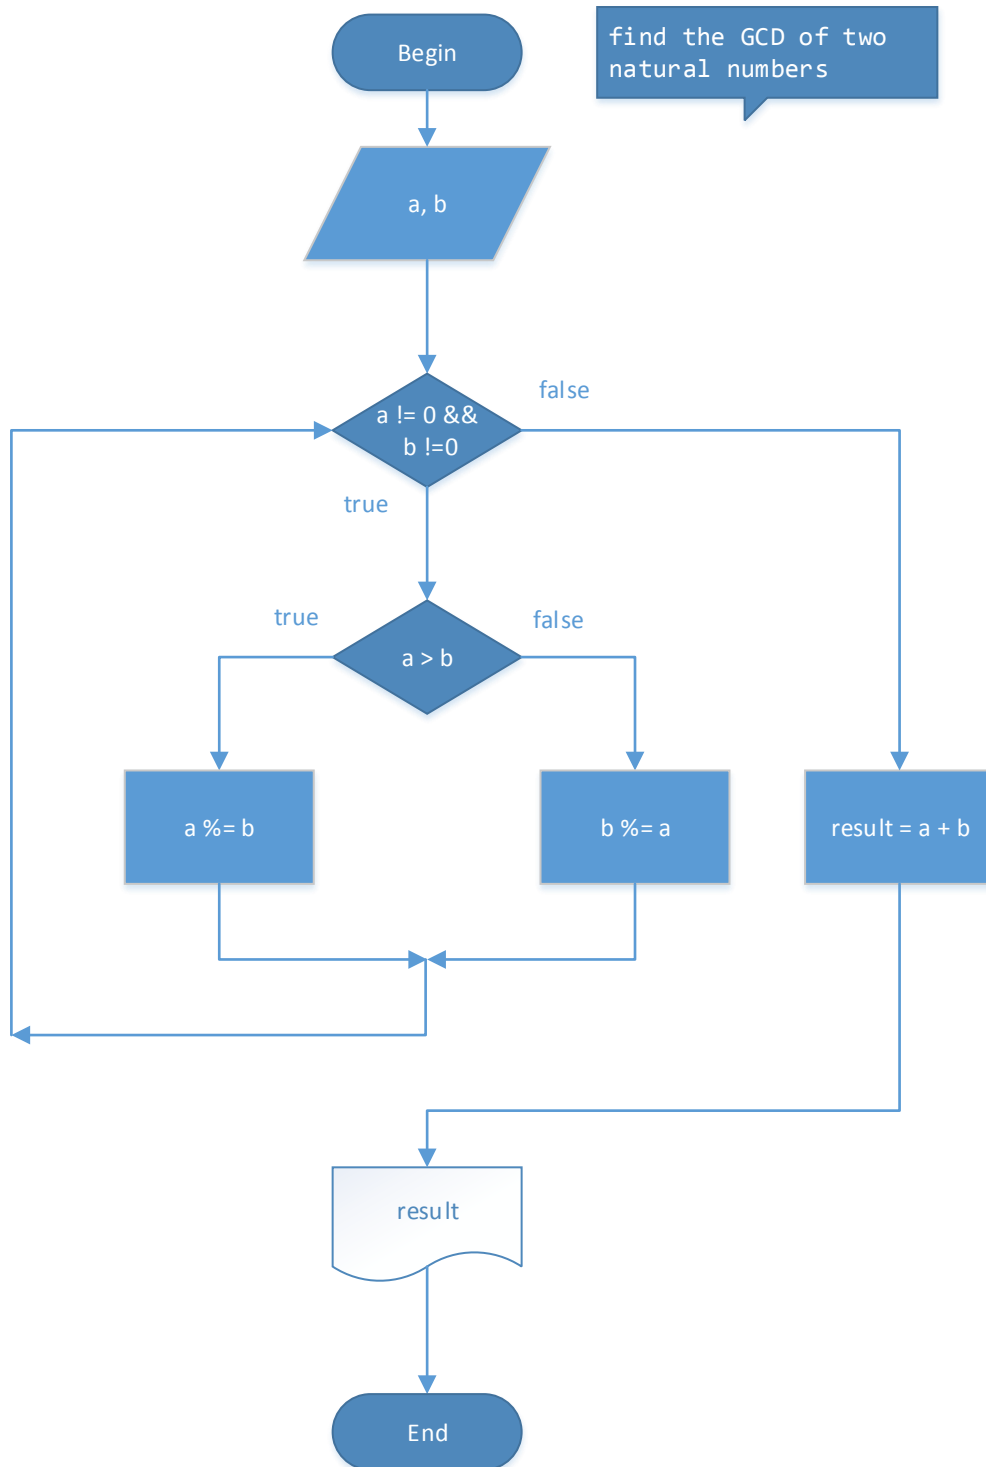 Begin
find the GCD of two
natural numbers
a, b
a != 0 &&
b !=0
false
true
true
false
a > b
a %= b
b %= a
result = a + b
result
End